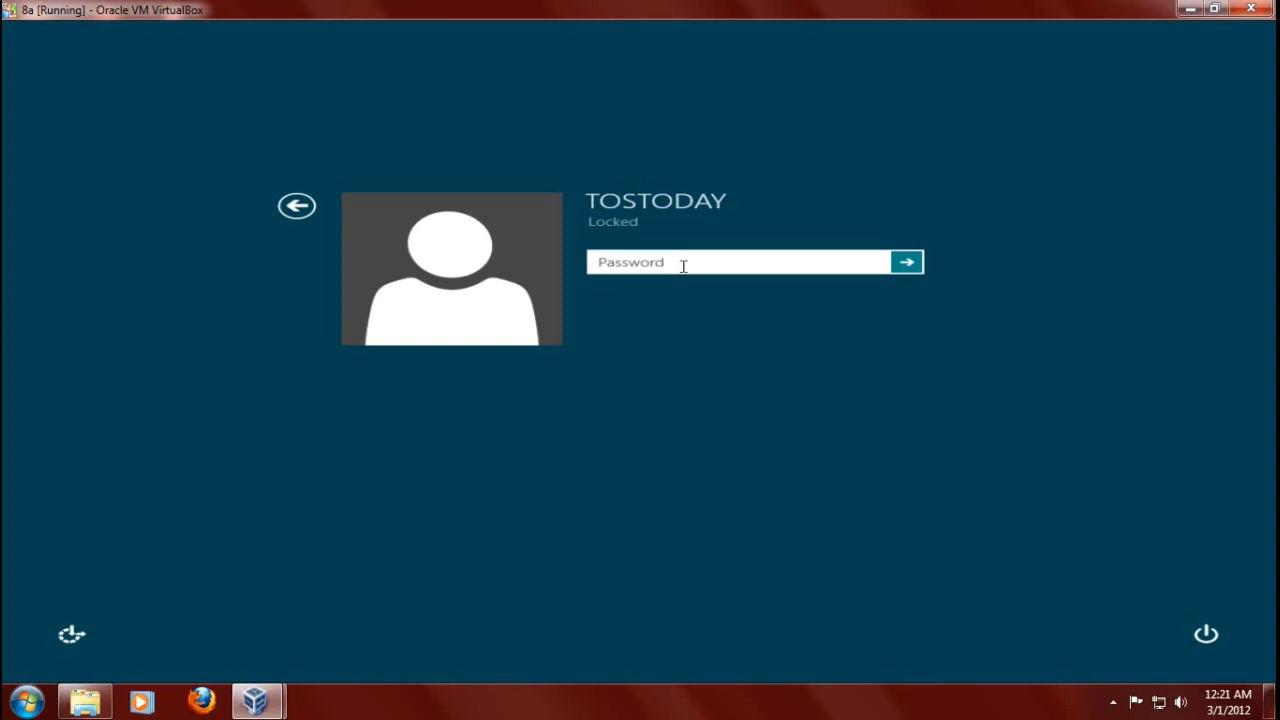 8a [Running] - Oracle VM VirtualBox
TOSTODAY
Locked
Password
12:21 AM
3/1/2012